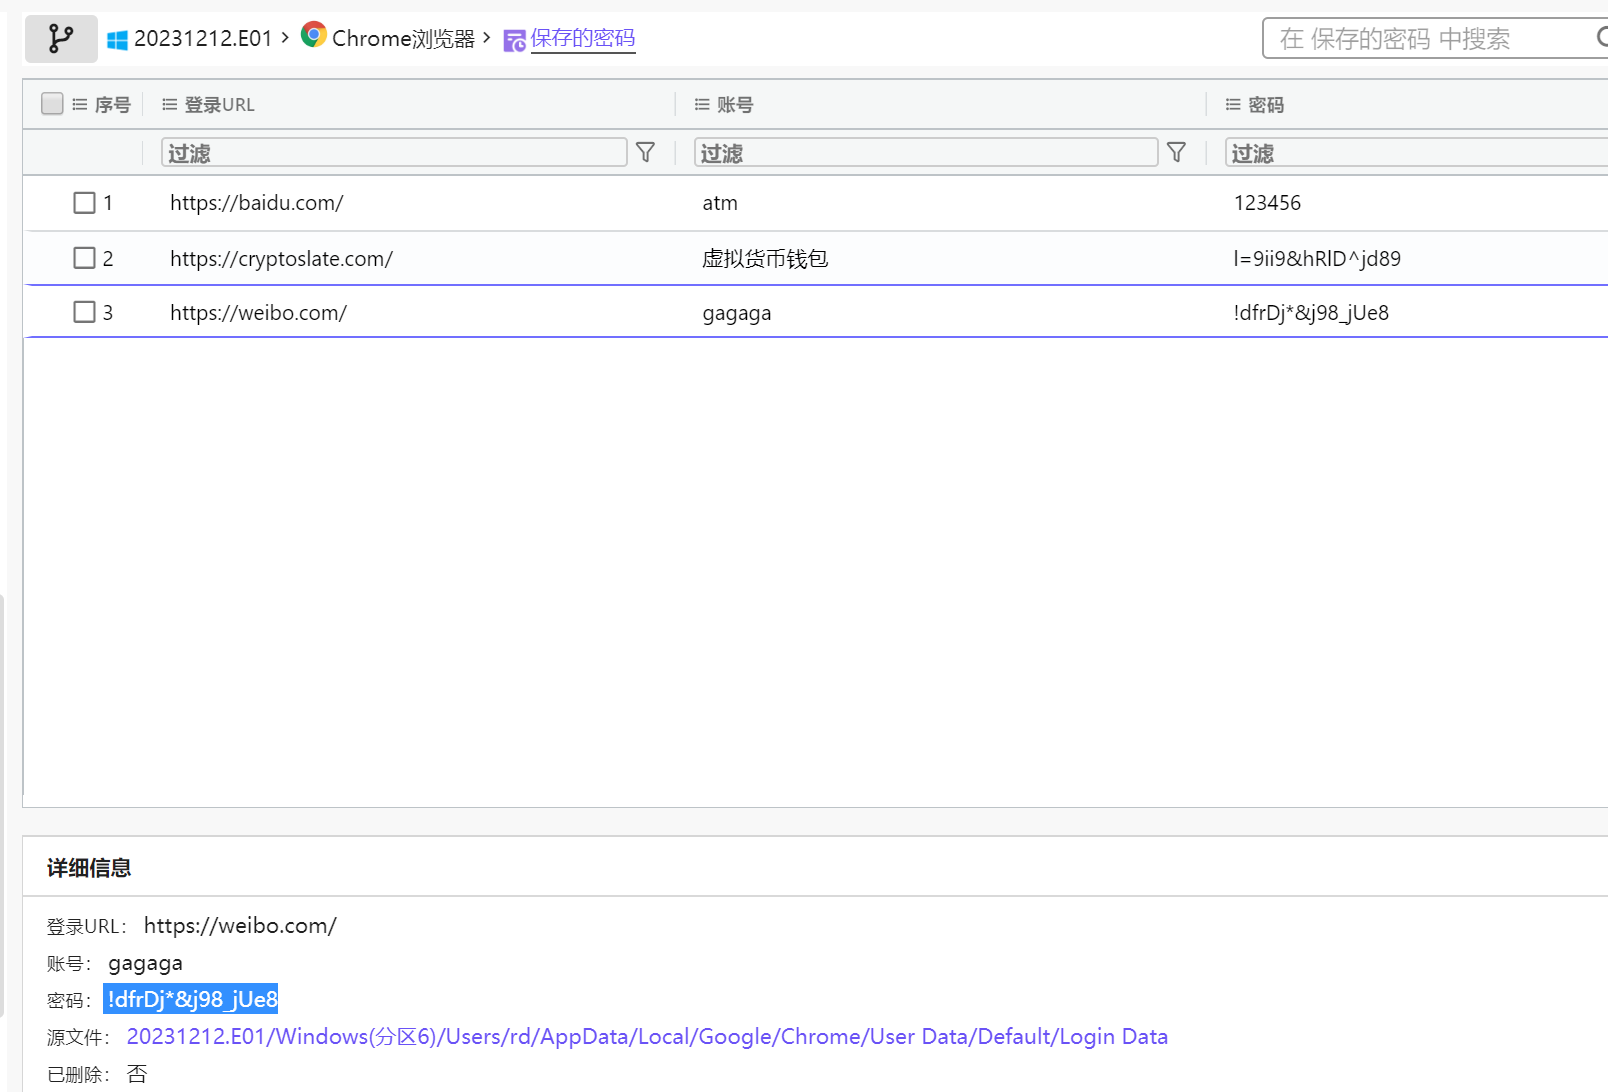 20231212.E01 > Chrome浏览器 > 保存的密码
在 保存的密码 中搜索
序号 登录URL 账号 密码
过滤 过滤 过滤
1 https://baidu.com/ atm 123456
2 https://cryptoslate.com/ 虚拟货币钱包 l=9ii9&hRlD^jd89
3 https://weibo.com/ gagaga !dfrDj*&j98_jUe8
详细信息
登录URL： https://weibo.com/
账号： gagaga
密码： !dfrDj*&j98_jUe8
源文件： 20231212.E01/Windows(分区6)/Users/rd/AppData/Local/Google/Chrome/User Data/Default/Login Data
已删除： 否